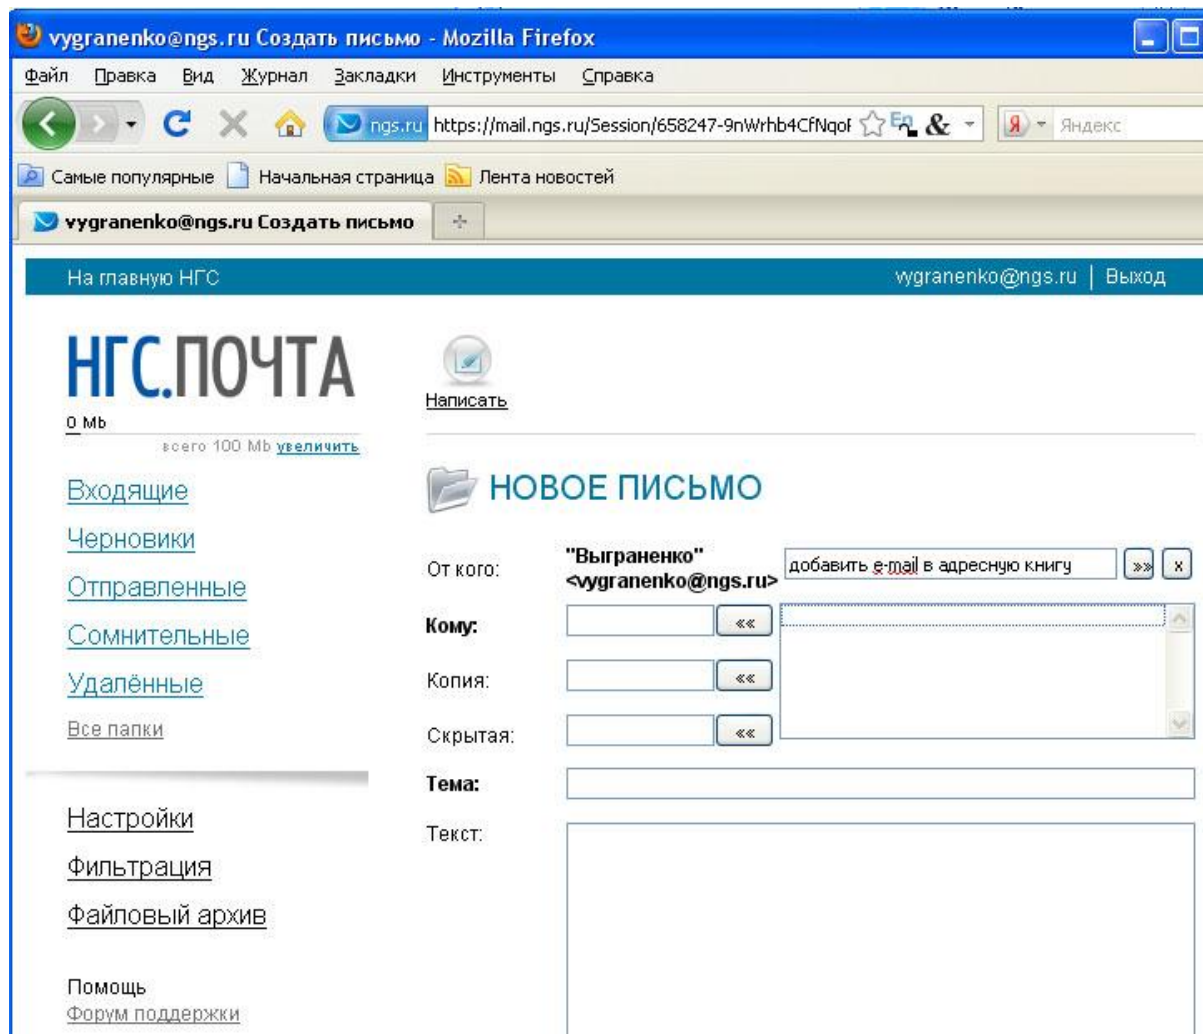 vygranenko@ngs.ru Создать письмо - Mozilla Firefox
Файл Правка Вид Журнал Закладки Инструменты Справка
ngs.ru https://mail.ngs.ru/Session/658247-9nWrhb4CfNqoF Яндекс
Самые популярные Начальная страница Лента новостей
vygranenko@ngs.ru Создать письмо
На главную НГС vygranenko@ngs.ru | Выход
НГС.ПОЧТА
Написать
0 Mb
всего 100 Mb увеличить
Входящие
Черновики
Отправленные
Сомнительные
Удалённые
Все папки
Настройки
Фильтрация
Файловый архив
Помощь
Форум поддержки
НОВОЕ ПИСЬМО
От кого: "Выграненко"
<vygranenko@ngs.ru>
добавить e-mail в адресную книгу »» x
Кому: ««
Копия: ««
Скрытая: ««
Тема:
Текст: